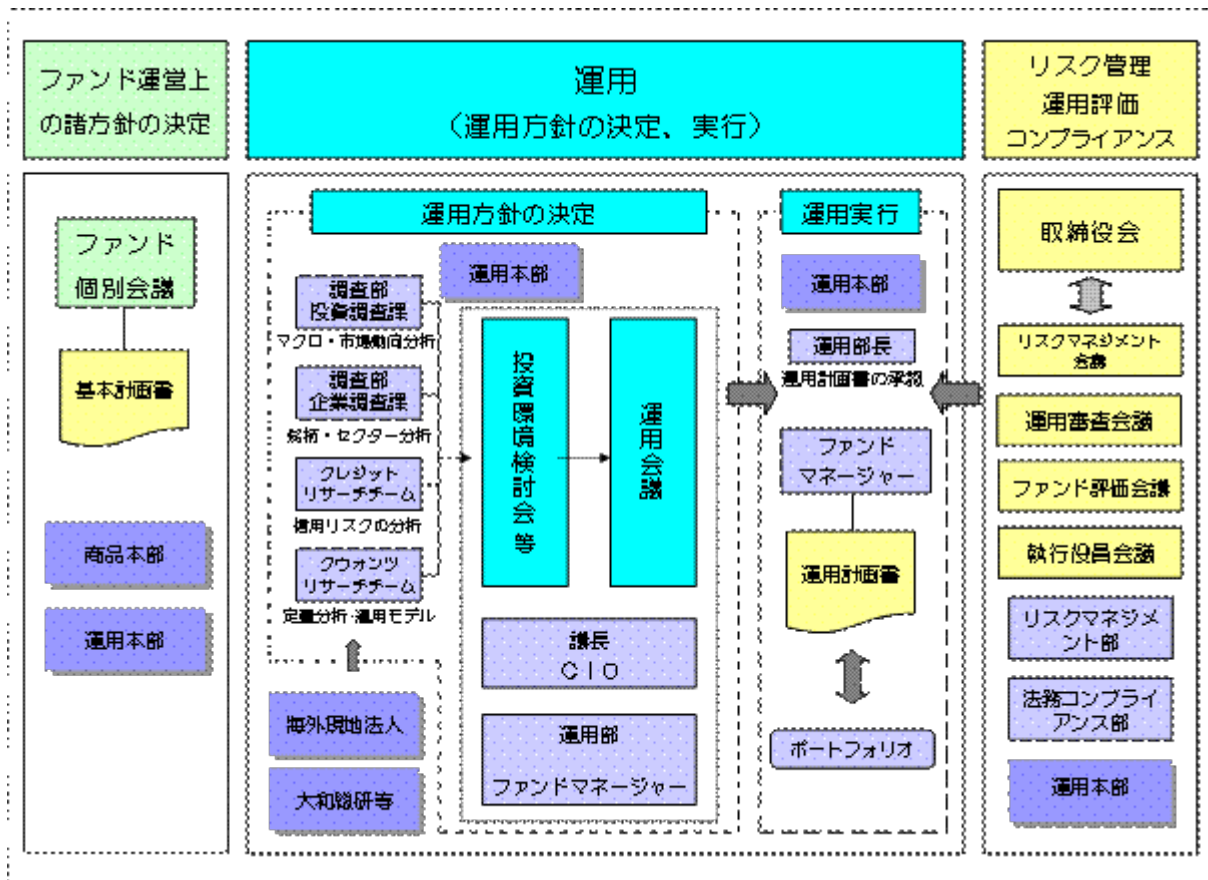 ファンド運営上
の諸方針の決定
運用
（運用方針の決定、実行）
リスク管理
運用評価
コンプライアンス
ファンド
個別会議
基本計画書
商品本部
運用本部
運用方針の決定
運用本部
調査部
投資調査課
マクロ・市場動向分析
調査部
企業調査課
銘柄・セクター分析
クレジット
リサーチチーム
信用リスクの分析
クウォンツ
リサーチチーム
定量分析・運用モデル
海外現地法人
大和総研等
投資環境検討会等
運用会議
議長
ＣＩＯ
運用部
ファンドマネージャー
運用実行
運用本部
運用部長
運用計画書の承認
ファンド
マネージャー
運用計画書
ポートフォリオ
取締役会
リスクマネジメント
会議
運用審査会議
ファンド評価会議
執行役員会議
リスクマネジメ
ント部
法務コンプライ
アンス部
運用本部